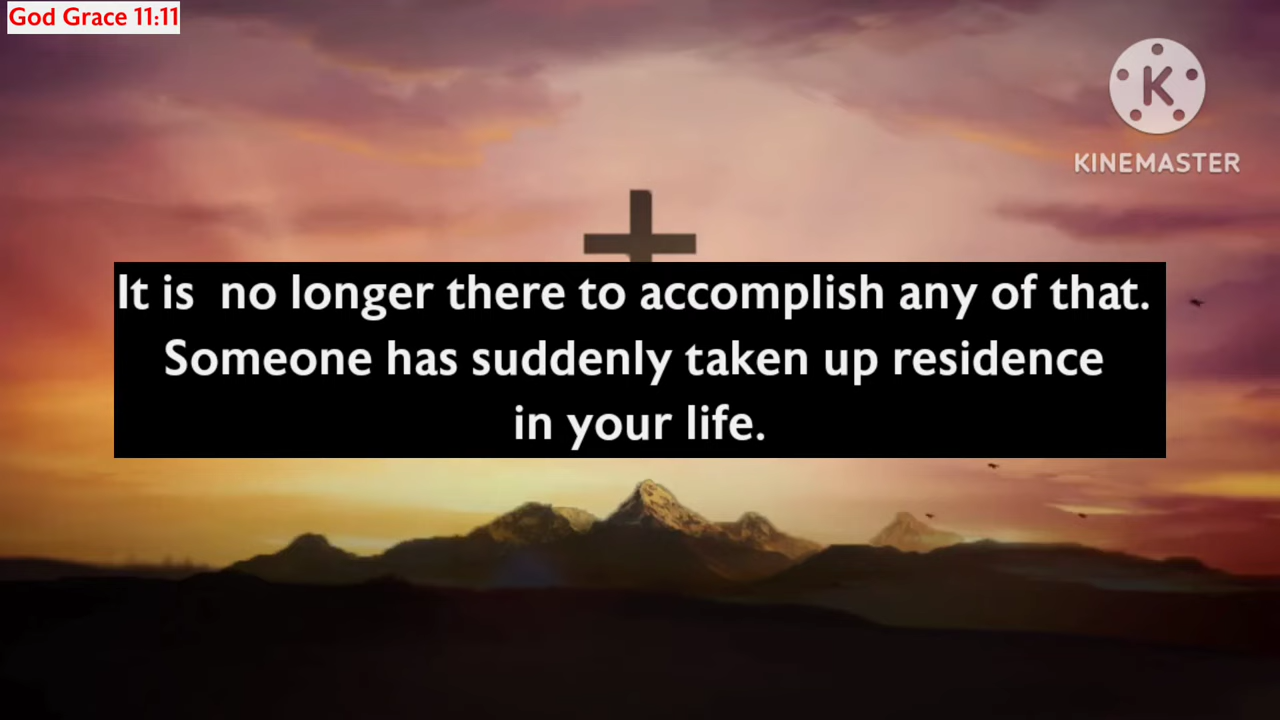 God Grace 11:11
K
KINEMASTER
It is  no longer there to accomplish any of that.
Someone has suddenly taken up residence
in your life.